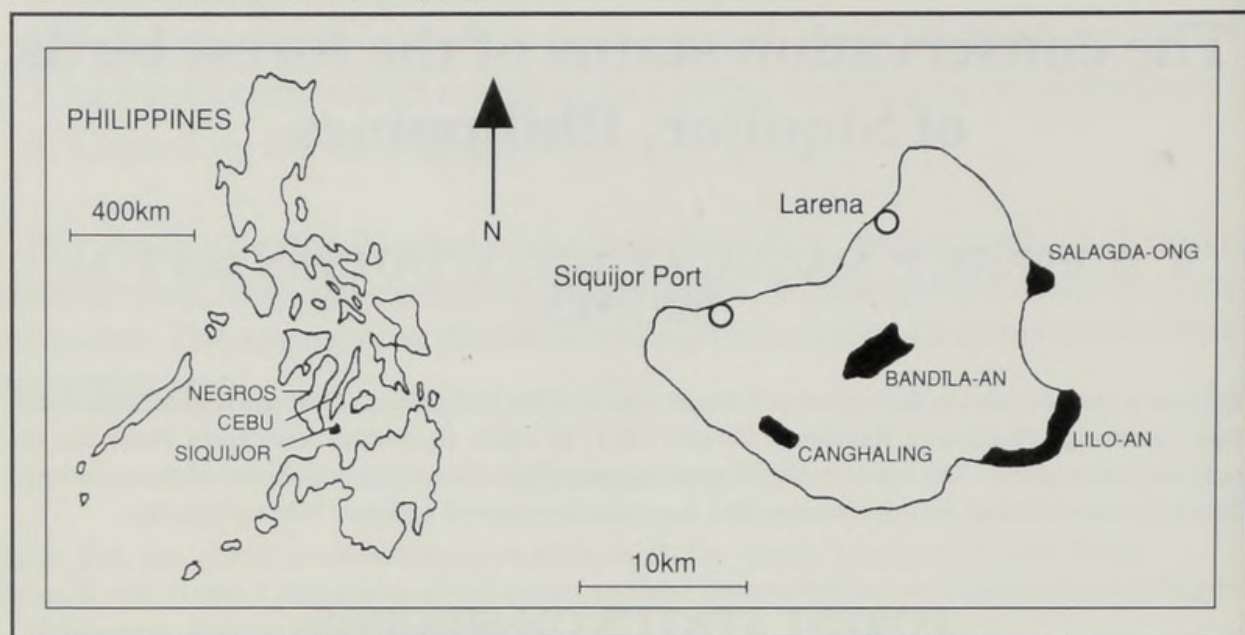 PHILIPPINES
400km
N
NEGROS
CEBU
SIQUIJOR
Larena
Siquijor Port
SALAGDA-ONG
BANDILA-AN
CANGHALING
LILO-AN
10km